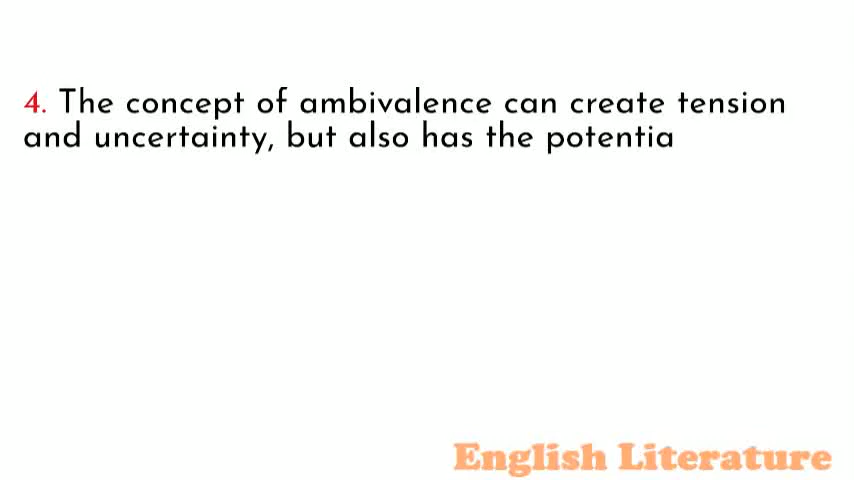 4. The concept of ambivalence can create tension
and uncertainty, but also has the potentia
English Literature